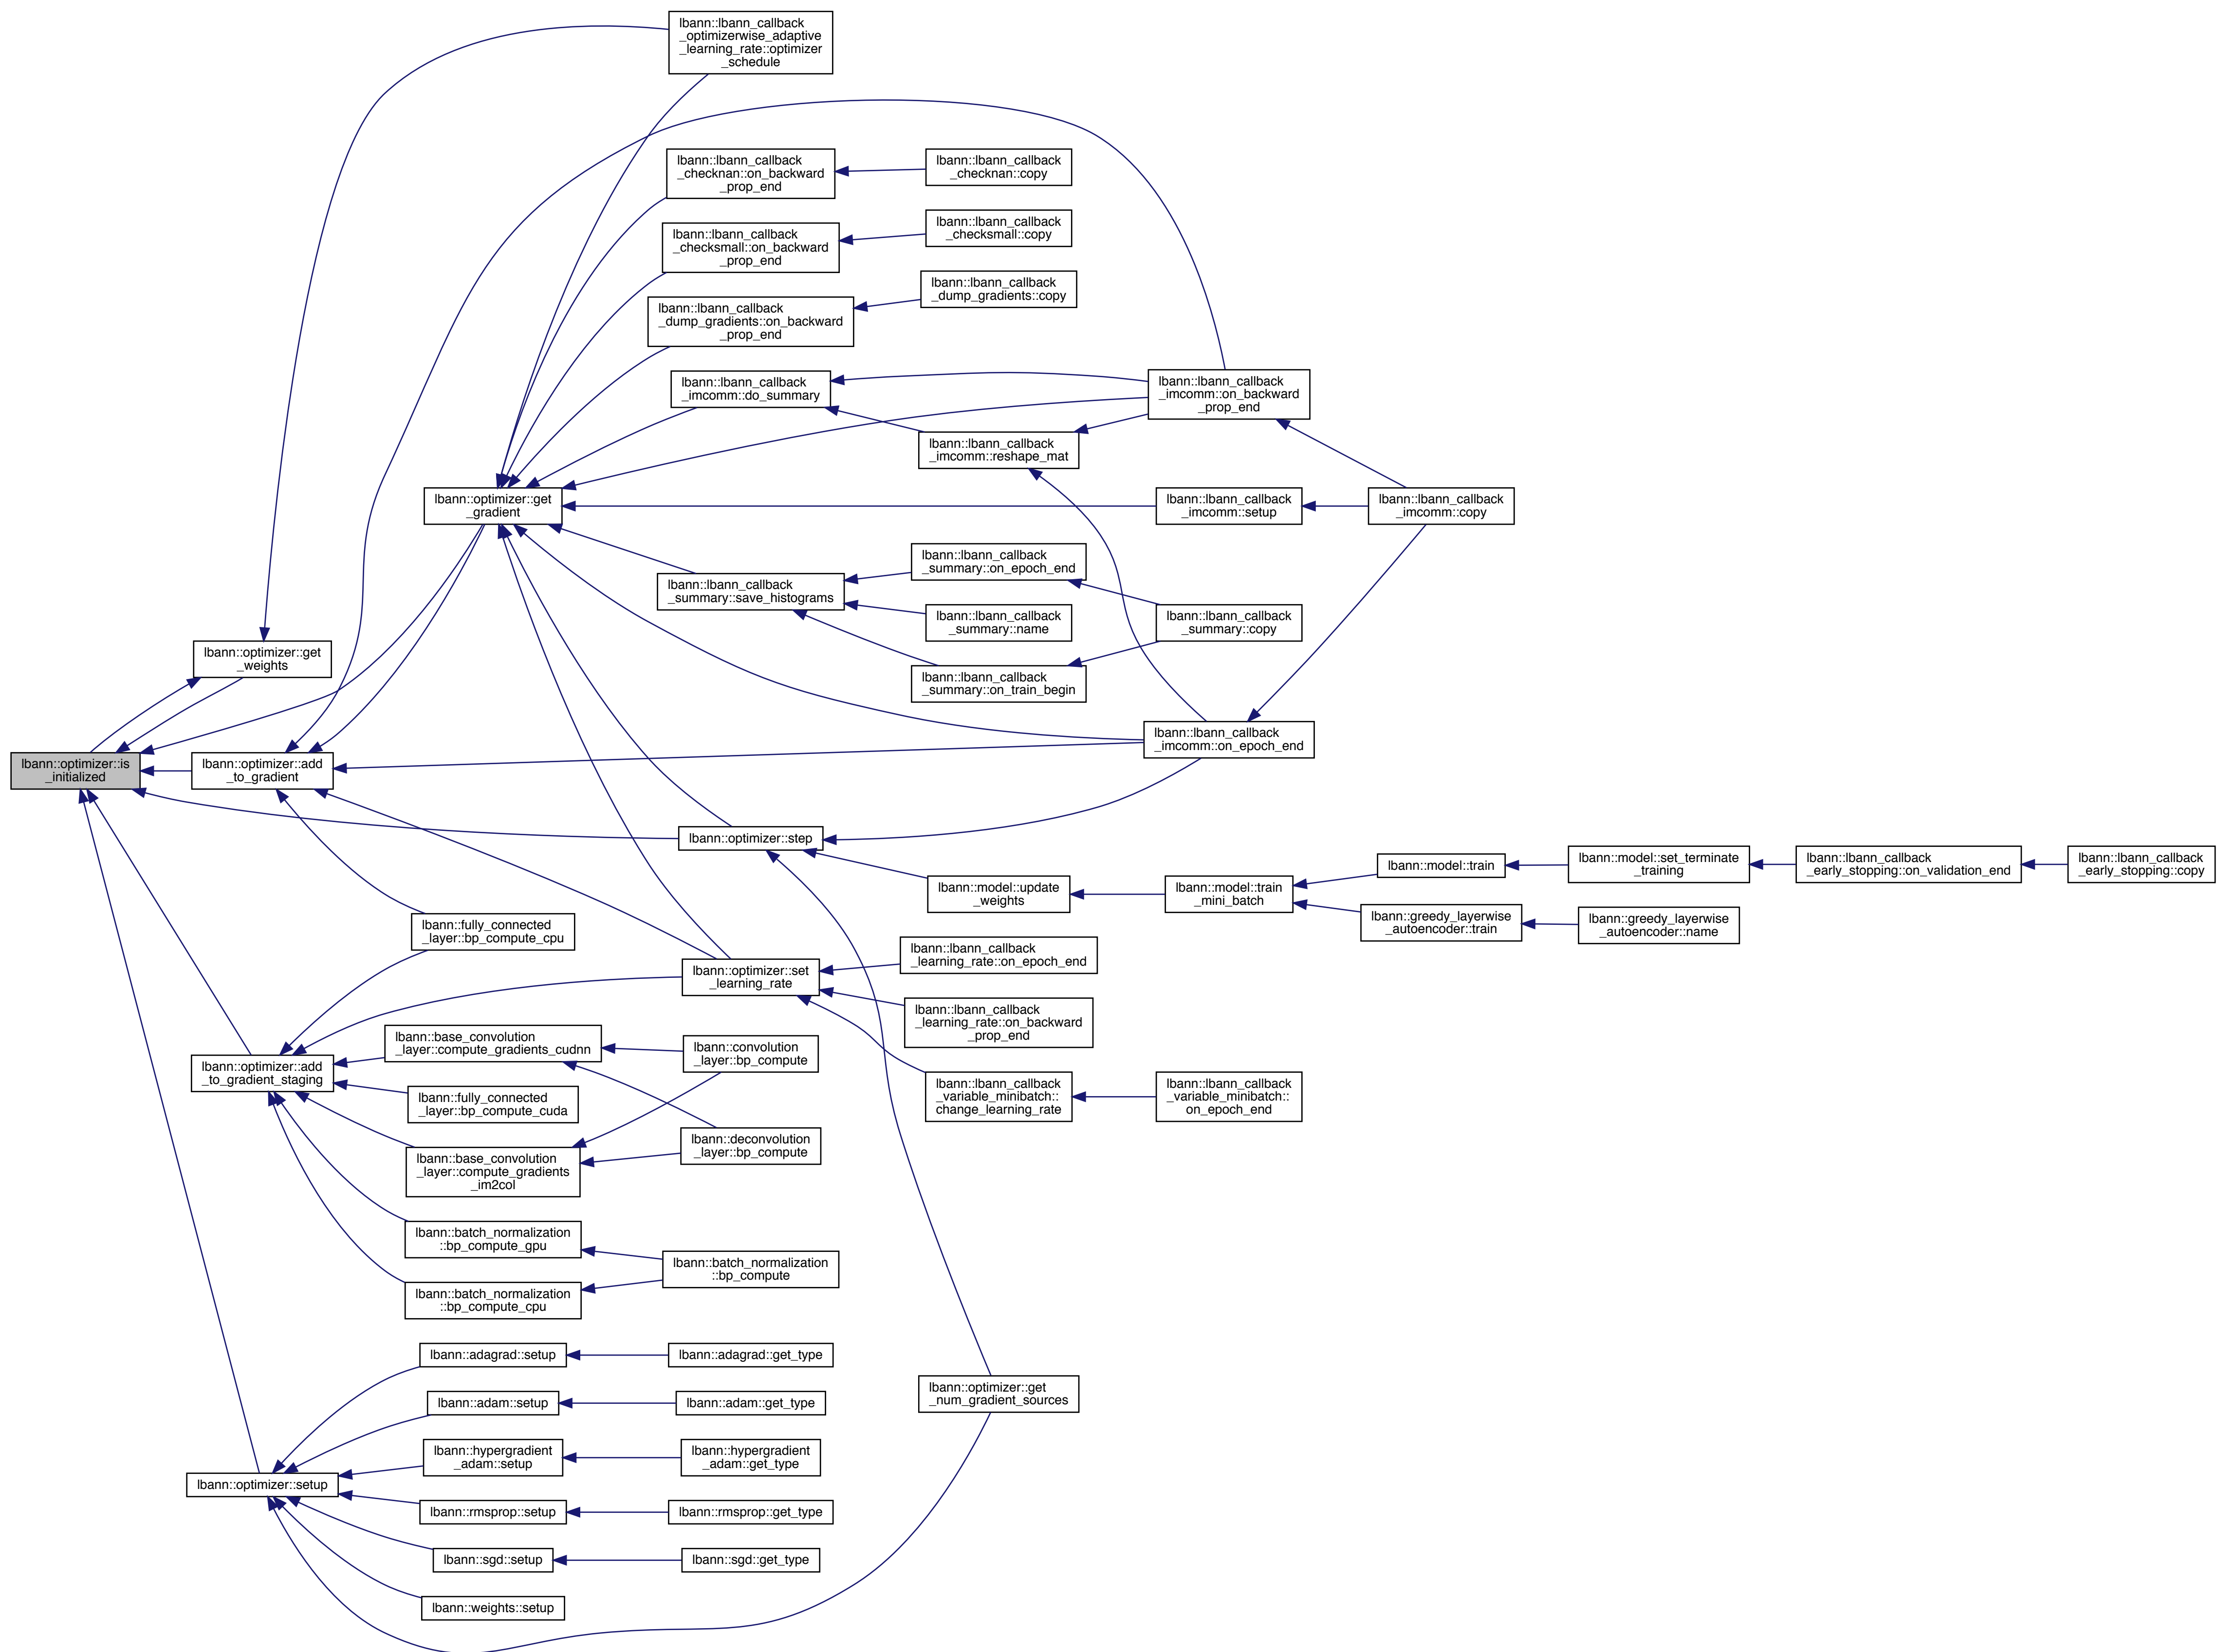 lbann::lbann_callback
_optimizerwise_adaptive
_learning_rate::optimizer
_schedule
lbann::lbann_callback
_checknan::on_backward
_prop_end
lbann::lbann_callback
_checknan::copy
lbann::lbann_callback
_checksmall::on_backward
_prop_end
lbann::lbann_callback
_checksmall::copy
lbann::lbann_callback
_dump_gradients::on_backward
_prop_end
lbann::lbann_callback
_dump_gradients::copy
lbann::lbann_callback
_imcomm::do_summary
lbann::lbann_callback
_imcomm::on_backward
_prop_end
lbann::lbann_callback
_imcomm::reshape_mat
lbann::optimizer::get
_gradient
lbann::lbann_callback
_imcomm::setup
lbann::lbann_callback
_imcomm::copy
lbann::lbann_callback
_summary::save_histograms
lbann::lbann_callback
_summary::on_epoch_end
lbann::lbann_callback
_summary::name
lbann::lbann_callback
_summary::copy
lbann::lbann_callback
_summary::on_train_begin
lbann::optimizer::get
_weights
lbann::lbann_callback
_imcomm::on_epoch_end
lbann::optimizer::is
_initialized
lbann::optimizer::add
_to_gradient
lbann::optimizer::step
lbann::model::update
_weights
lbann::model::train
_mini_batch
lbann::model::train
lbann::model::set_terminate
_training
lbann::lbann_callback
_early_stopping::on_validation_end
lbann::lbann_callback
_early_stopping::copy
lbann::greedy_layerwise
_autoencoder::train
lbann::greedy_layerwise
_autoencoder::name
lbann::fully_connected
_layer::bp_compute_cpu
lbann::optimizer::set
_learning_rate
lbann::lbann_callback
_learning_rate::on_epoch_end
lbann::lbann_callback
_learning_rate::on_backward
_prop_end
lbann::lbann_callback
_variable_minibatch::
change_learning_rate
lbann::lbann_callback
_variable_minibatch::
on_epoch_end
lbann::optimizer::add
_to_gradient_staging
lbann::base_convolution
_layer::compute_gradients_cudnn
lbann::convolution
_layer::bp_compute
lbann::fully_connected
_layer::bp_compute_cuda
lbann::base_convolution
_layer::compute_gradients
_im2col
lbann::deconvolution
_layer::bp_compute
lbann::batch_normalization
::bp_compute_gpu
lbann::batch_normalization
::bp_compute
lbann::batch_normalization
::bp_compute_cpu
lbann::adagrad::setup
lbann::adagrad::get_type
lbann::optimizer::get
_num_gradient_sources
lbann::adam::setup
lbann::adam::get_type
lbann::hypergradient
_adam::setup
lbann::hypergradient
_adam::get_type
lbann::optimizer::setup
lbann::rmsprop::setup
lbann::rmsprop::get_type
lbann::sgd::setup
lbann::sgd::get_type
lbann::weights::setup